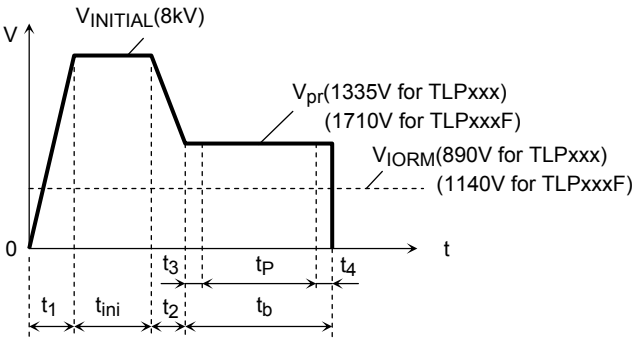 VINITIAL(8kV)
V
Vpr(1335V for TLPxxx)
(1710V for TLPxxxF)
VIORM(890V for TLPxxx)
(1140V for TLPxxxF)
0
t
t3
tP
t4
t1
tini
t2
tb